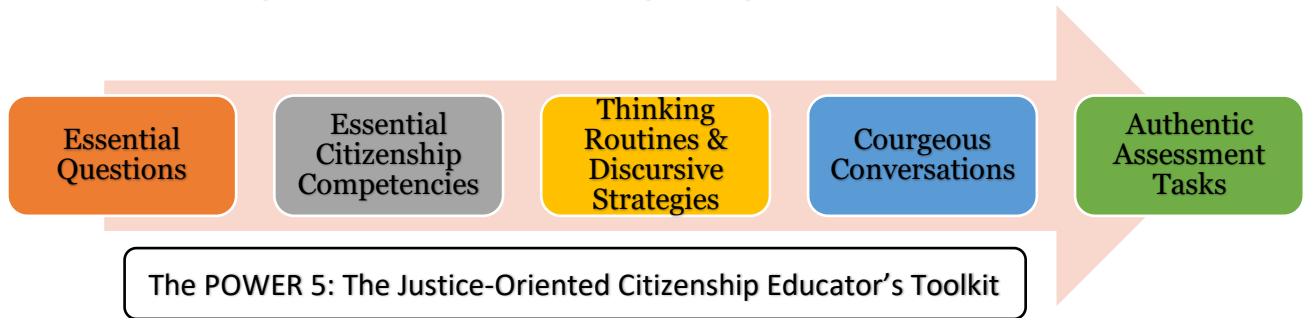 Essential
Questions
Essential
Citizenship
Competencies
Thinking
Routines &
Discursive
Strategies
Courgeous
Conversations
Authentic
Assessment
Tasks
The POWER 5: The Justice-Oriented Citizenship Educator's Toolkit